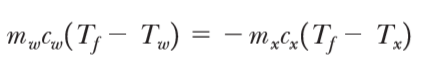 m_w c_w (T_f − T_w) = − m_x c_x (T_f − T_x)